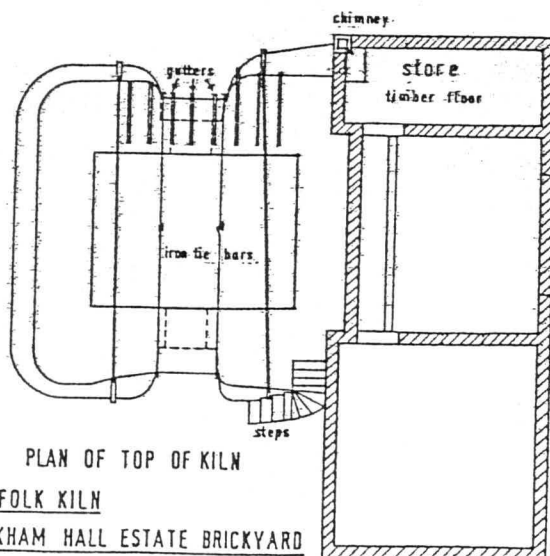 chimney
gutters
store
timber floor
iron tie bars
steps
PLAN OF TOP OF KILN
FOLK KILN
KHAM HALL ESTATE BRICKYARD